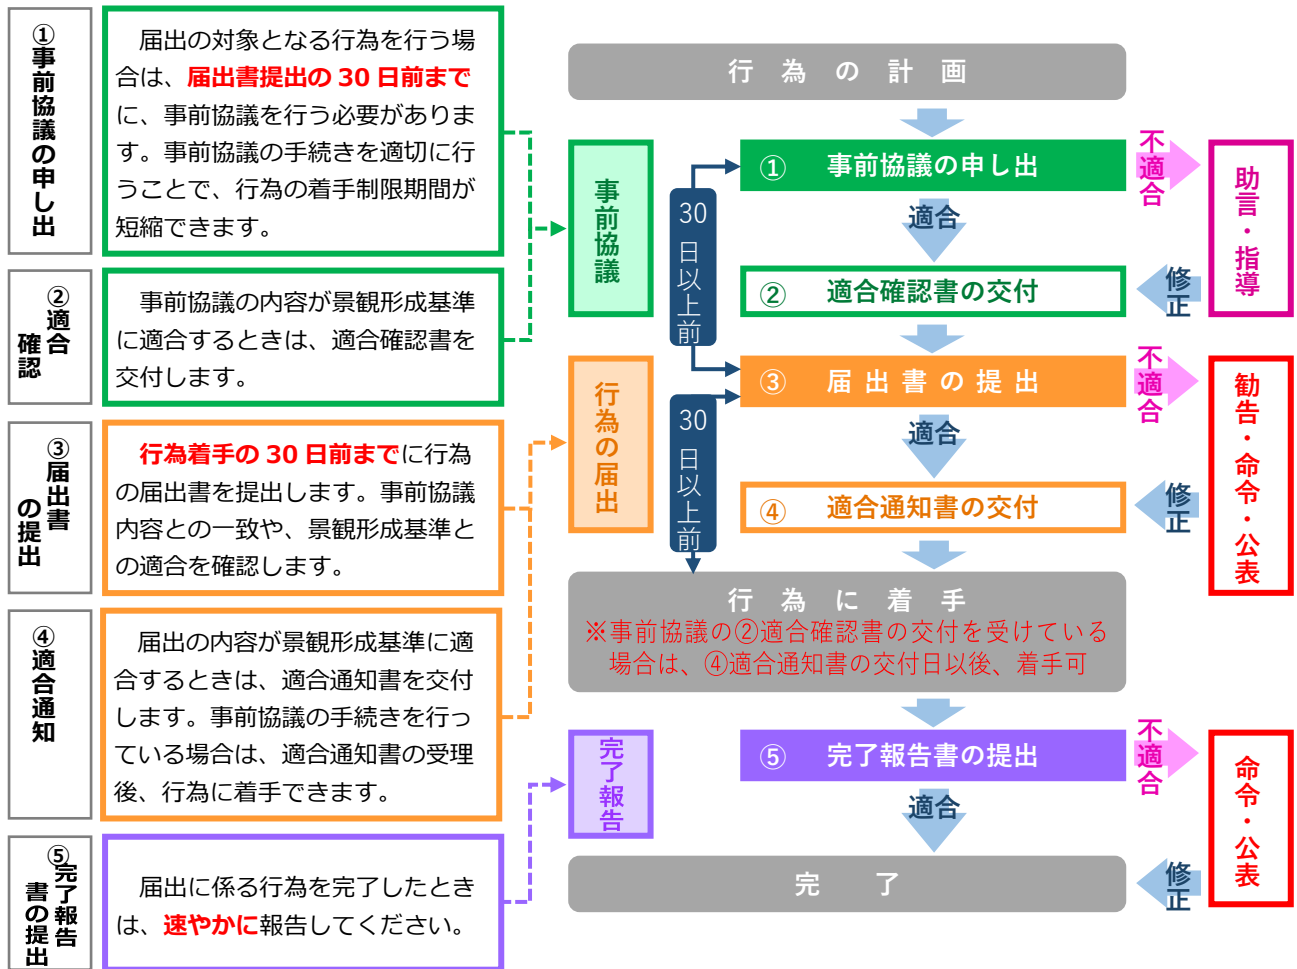 ①事前協議の申し出
届出の対象となる行為を行う場
合は、届出書提出の 30 日前まで
に、事前協議を行う必要がありま
す。事前協議の手続きを適切に行
うことで、行為の着手制限期間が
短縮できます。
②適合
確認
事前協議の内容が景観形成基準
に適合するときは、適合確認書を
交付します。
③届出書
の提出
行為着手の 30 日前までに行為
の届出書を提出します。事前協議
内容との一致や、景観形成基準と
の適合を確認します。
④適合通知
届出の内容が景観形成基準に適
合するときは、適合通知書を交付
します。事前協議の手続きを行っ
ている場合は、適合通知書の受理
後、行為に着手できます。
⑤完了報告
書の提出
届出に係る行為を完了したとき
は、速やかに報告してください。
行為の計画
事前協議
30日以上前
① 事前協議の申し出
不適合
助言・指導
適合
② 適合確認書の交付
修正
行為の届出
30日以上前
③ 届出書の提出
不適合
勧告・命令・公表
適合
④ 適合通知書の交付
修正
行為に着手
※事前協議の②適合確認書の交付を受けている
場合は、④適合通知書の交付日以後、着手可
完了報告
⑤ 完了報告書の提出
不適合
命令・公表
適合
完了
修正